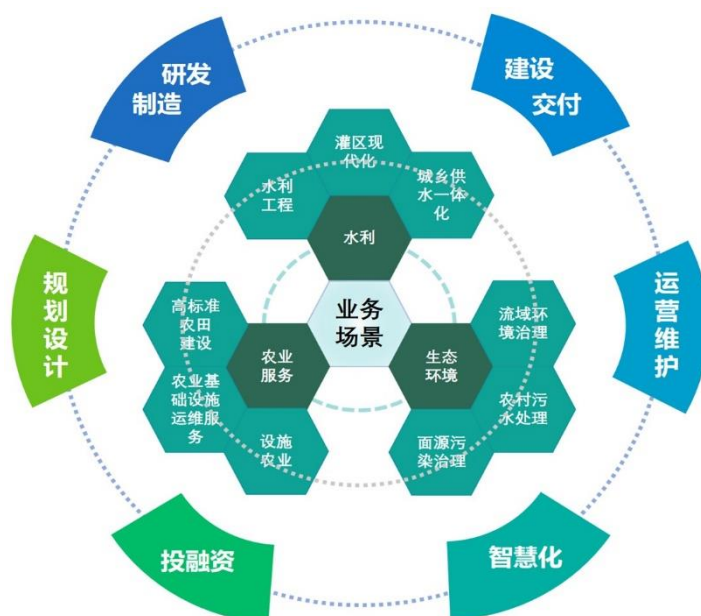 研发
制造
建设
交付
灌区现
代化
水利
工程
城乡供
水一体
化
水利
规
划
设
计
业务
场景
运
营
维
护
高标准
农田
建设
农业
服务
生态
环境
流域环
境治理
农业基
础设施
运维服
务
农村污
水处理
设施
农业
面源污
染治理
投融资
智慧化